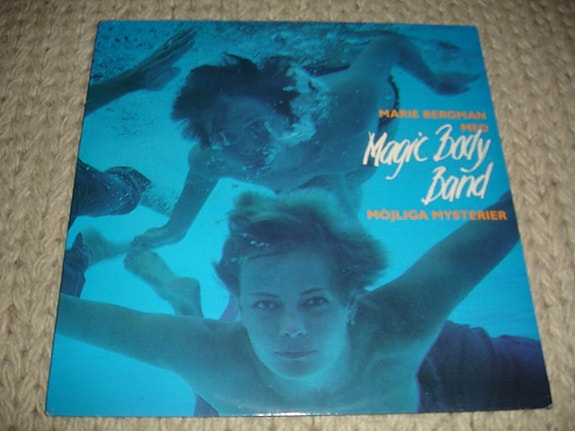 MARIE BERGMAN
MED
Magic Body
Band
MÖJLIGA MYSTERIER